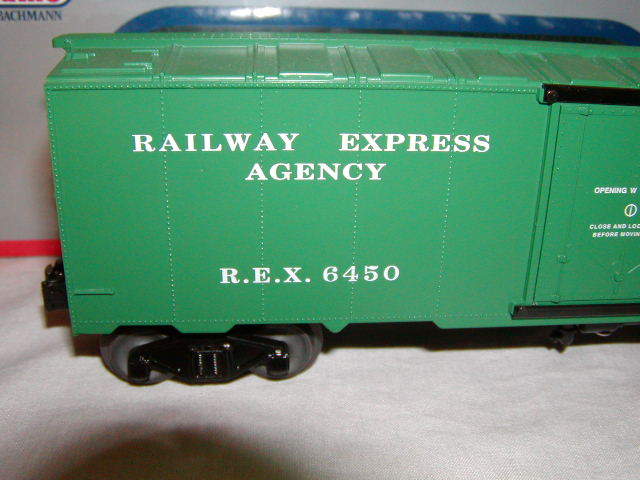 BACHMANN
RAILWAY EXPRESS
AGENCY
R.E.X. 6450
OPENING W
CLOSE AND LOC
BEFORE MOVIN